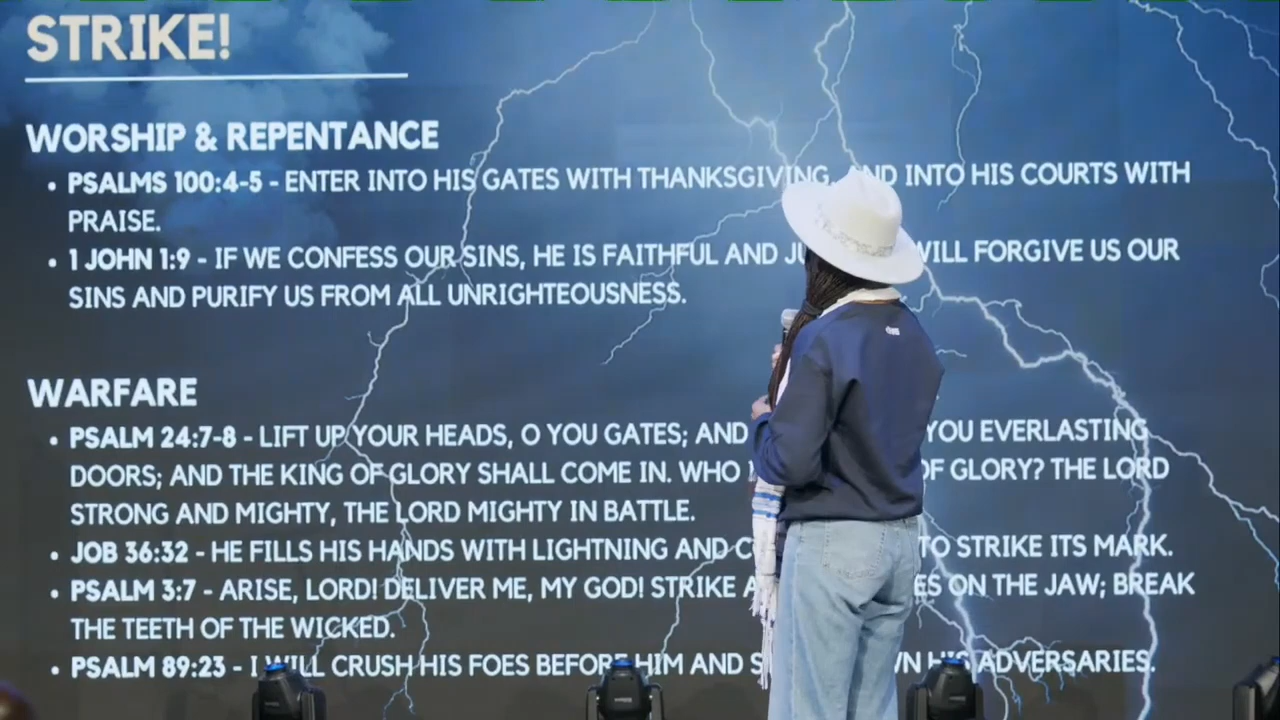 STRIKE!
WORSHIP & REPENTANCE
• PSALMS 100:4-5 - ENTER INTO HIS GATES WITH THANKSGIVING, AND INTO HIS COURTS WITH
PRAISE.
• 1 JOHN 1:9 - IF WE CONFESS OUR SINS, HE IS FAITHFUL AND WILL FORGIVE US OUR
SINS AND PURIFY US FROM ALL UNRIGHTEOUSNESS.
WARFARE
• PSALM 24:7-8 - LIFT UP YOUR HEADS, O YOU GATES; AND YOU EVERLASTING
DOORS; AND THE KING OF GLORY SHALL COME IN. WHO OF GLORY? THE LORD
STRONG AND MIGHTY, THE LORD MIGHTY IN BATTLE.
• JOB 36:32 - HE FILLS HIS HANDS WITH LIGHTNING AND TO STRIKE ITS MARK.
• PSALM 3:7 - ARISE, LORD! DELIVER ME, MY GOD! STRIKE ON THE JAW; BREAK
THE TEETH OF THE WICKED.
• PSALM 89:23 - I WILL CRUSH HIS FOES BEFORE HIM AND HIS ADVERSARIES.